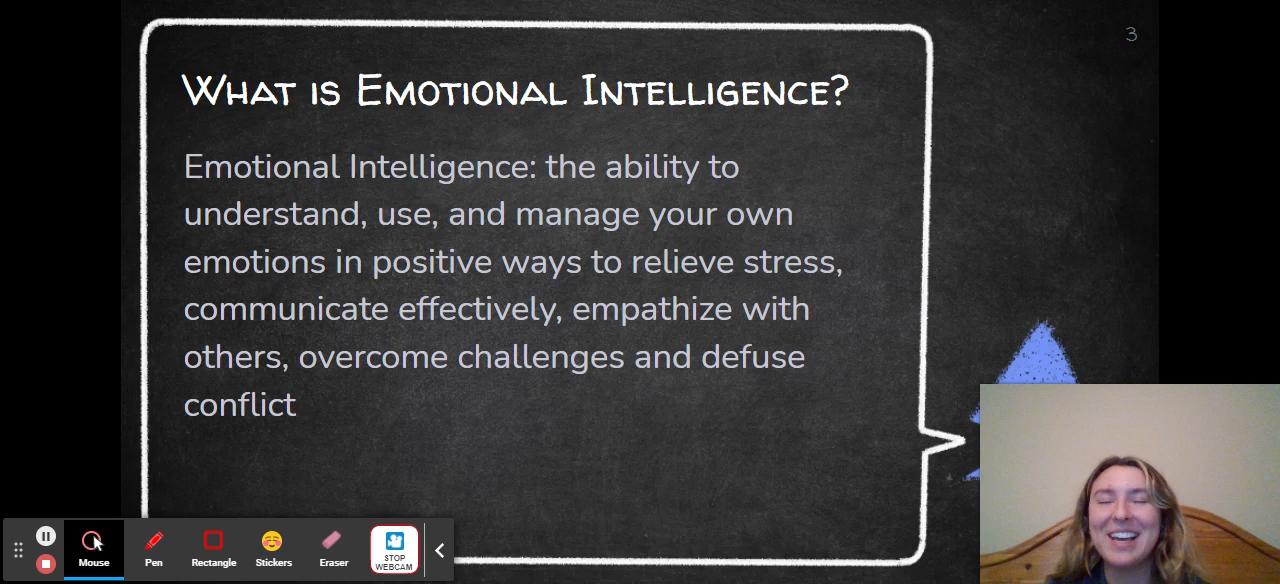 3
What is Emotional Intelligence?
Emotional Intelligence: the ability to
understand, use, and manage your own
emotions in positive ways to relieve stress,
communicate effectively, empathize with
others, overcome challenges and defuse
conflict
Mouse
Pen
Rectangle
Stickers
Eraser
STOP
WEBCAM